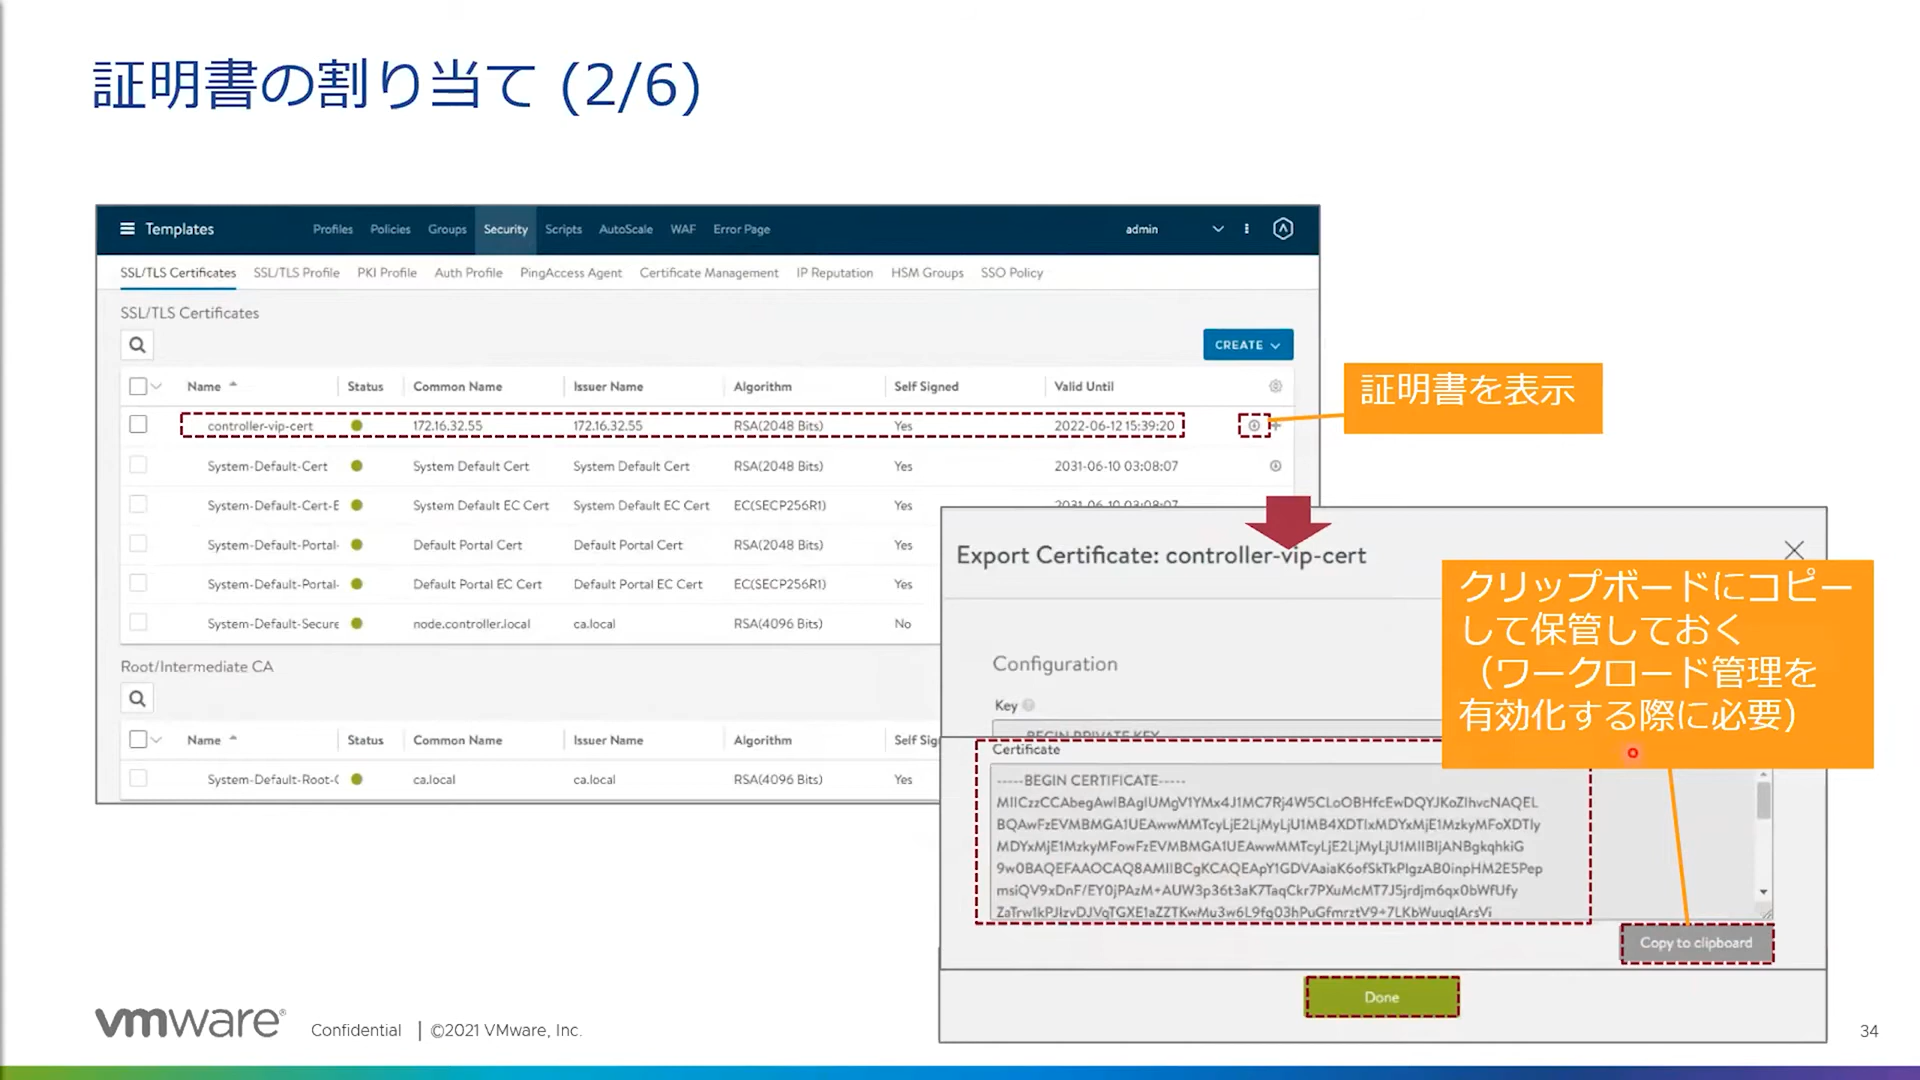 証明書の割り当て (2/6)
Templates Profiles Policies Groups Security Scripts AutoScale WAF Error Page admin
SSL/TLS Certificates SSL/TLS Profile PKI Profile Auth Profile PingAccess Agent Certificate Management IP Reputation HSM Groups SSO Policy
SSL/TLS Certificates
CREATE
Name Status Common Name Issuer Name Algorithm Self Signed Valid Until
controller-vip-cert 172.16.32.55 172.16.32.55 RSA(2048 Bits) Yes 2022-06-12 15:39:20
System-Default-Cert System Default Cert System Default Cert RSA(2048 Bits) Yes 2031-06-10 03:08:07
System-Default-Cert-E System Default EC Cert System Default EC Cert EC(SECP256R1) Yes 2031-06-10 03:08:07
System-Default-Portal- Default Portal Cert Default Portal Cert RSA(2048 Bits) Yes
System-Default-Portal- Default Portal EC Cert Default Portal EC Cert EC(SECP256R1) Yes
System-Default-Secure node.controller.local ca.local RSA(4096 Bits) No
Root/Intermediate CA
Name Status Common Name Issuer Name Algorithm Self Sig
System-Default-Root-C ca.local ca.local RSA(4096 Bits) Yes
証明書を表示
Export Certificate: controller-vip-cert
クリップボードにコピー
して保管しておく
（ワークロード管理を
有効化する際に必要）
Configuration
Key
BEGIN PRIVATE KEY
Certificate
-----BEGIN CERTIFICATE-----
Copy to clipboard
Done
vmware Confidential | ©2021 VMware, Inc.
34